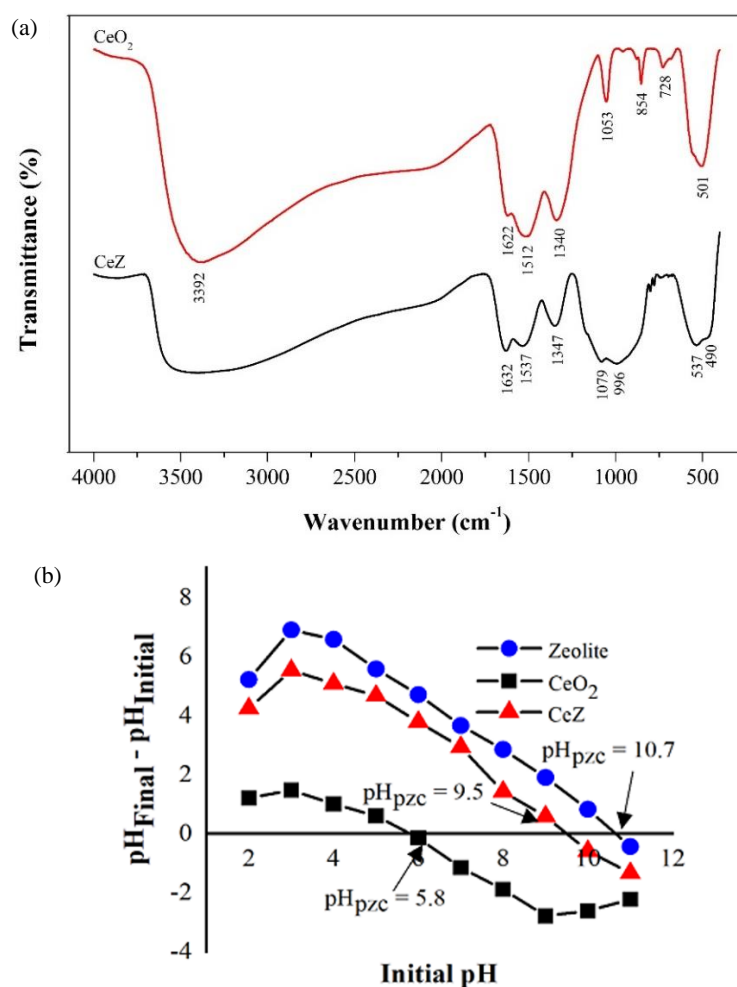 (a)
CeO2
Transmittance (%)
3392
1622
1512
1340
1053
854
728
501
CeZ
1632
1537
1347
1079
996
537
490
4000 3500 3000 2500 2000 1500 1000 500
Wavenumber (cm-1)
(b)
pHFinal - pHInitial
8
6
4
2
0
-2
-4
Zeolite
CeO2
CeZ
pHpzc = 10.7
pHpzc = 9.5
pHpzc = 5.8
2 4 6 8 10 12
Initial pH